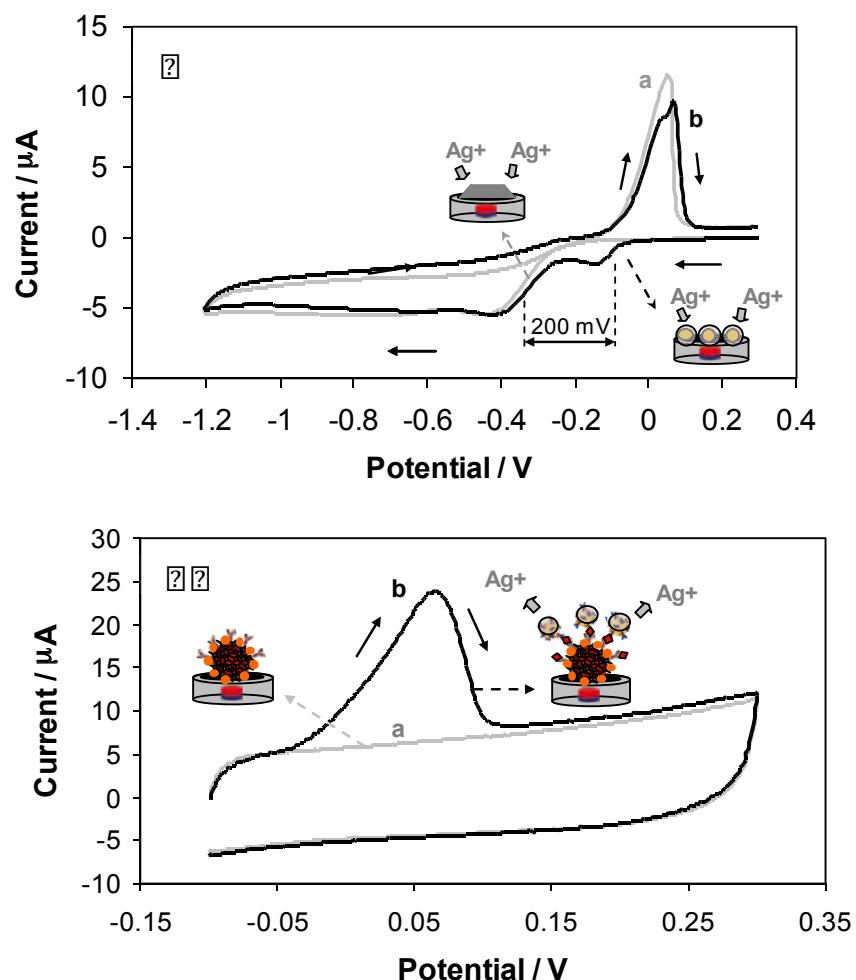 15
10
5
0
-5
-10
Current / μA
a
b
Ag+ Ag+
Ag+ Ag+
200 mV
-1.4 -1.2 -1 -0.8 -0.6 -0.4 -0.2 0 0.2 0.4
Potential / V
30
25
20
15
10
5
0
-5
-10
Current / μA
b
a
Ag+ Ag+
-0.15 -0.05 0.05 0.15 0.25 0.35
Potential / V